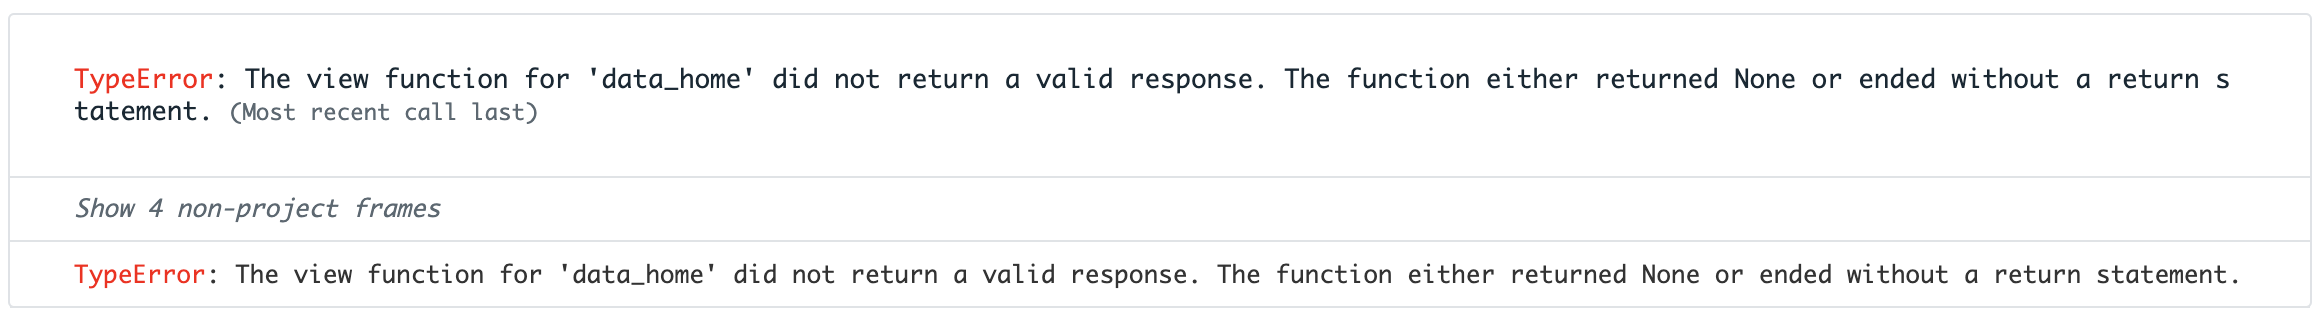 TypeError: The view function for 'data_home' did not return a valid response. The function either returned None or ended without a return s
tatement. (Most recent call last)
Show 4 non-project frames
TypeError: The view function for 'data_home' did not return a valid response. The function either returned None or ended without a return statement.